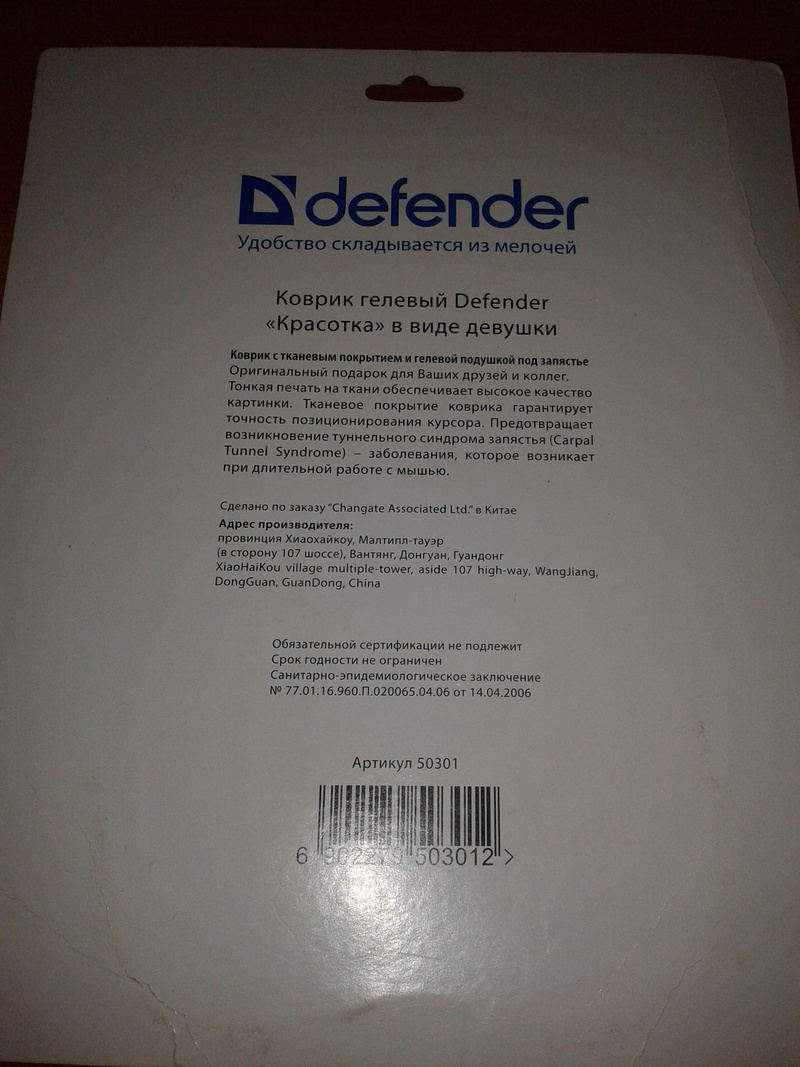 defender
Удобство складывается из мелочей
Коврик гелевый Defender
«Красотка» в виде девушки
Коврик с тканевым покрытием и гелевой подушкой под запястье
Оригинальный подарок для Ваших друзей и коллег.
Тонкая печать на ткани обеспечивает высокое качество
картинки. Тканевое покрытие коврика гарантирует
точность позиционирования курсора. Предотвращает
возникновение туннельного синдрома запястья (Carpal
Tunnel Syndrome) – заболевания, которое возникает
при длительной работе с мышью.
Сделано по заказу "Changate Associated Ltd." в Китае
Адрес производителя:
провинция Хиаохайкоу, Малтипл-тауэр
(в сторону 107 шоссе), Вантянг, Донгуан, Гуандонг
XiaoHaiKou village multiple-tower, aside 107 high-way, WangJiang,
DongGuan, GuanDong, China
Обязательной сертификации не подлежит
Срок годности не ограничен
Санитарно-эпидемиологическое заключение
№ 77.01.16.960.П.020065.04.06 от 14.04.2006
Артикул 50301
6 902279 503012 >